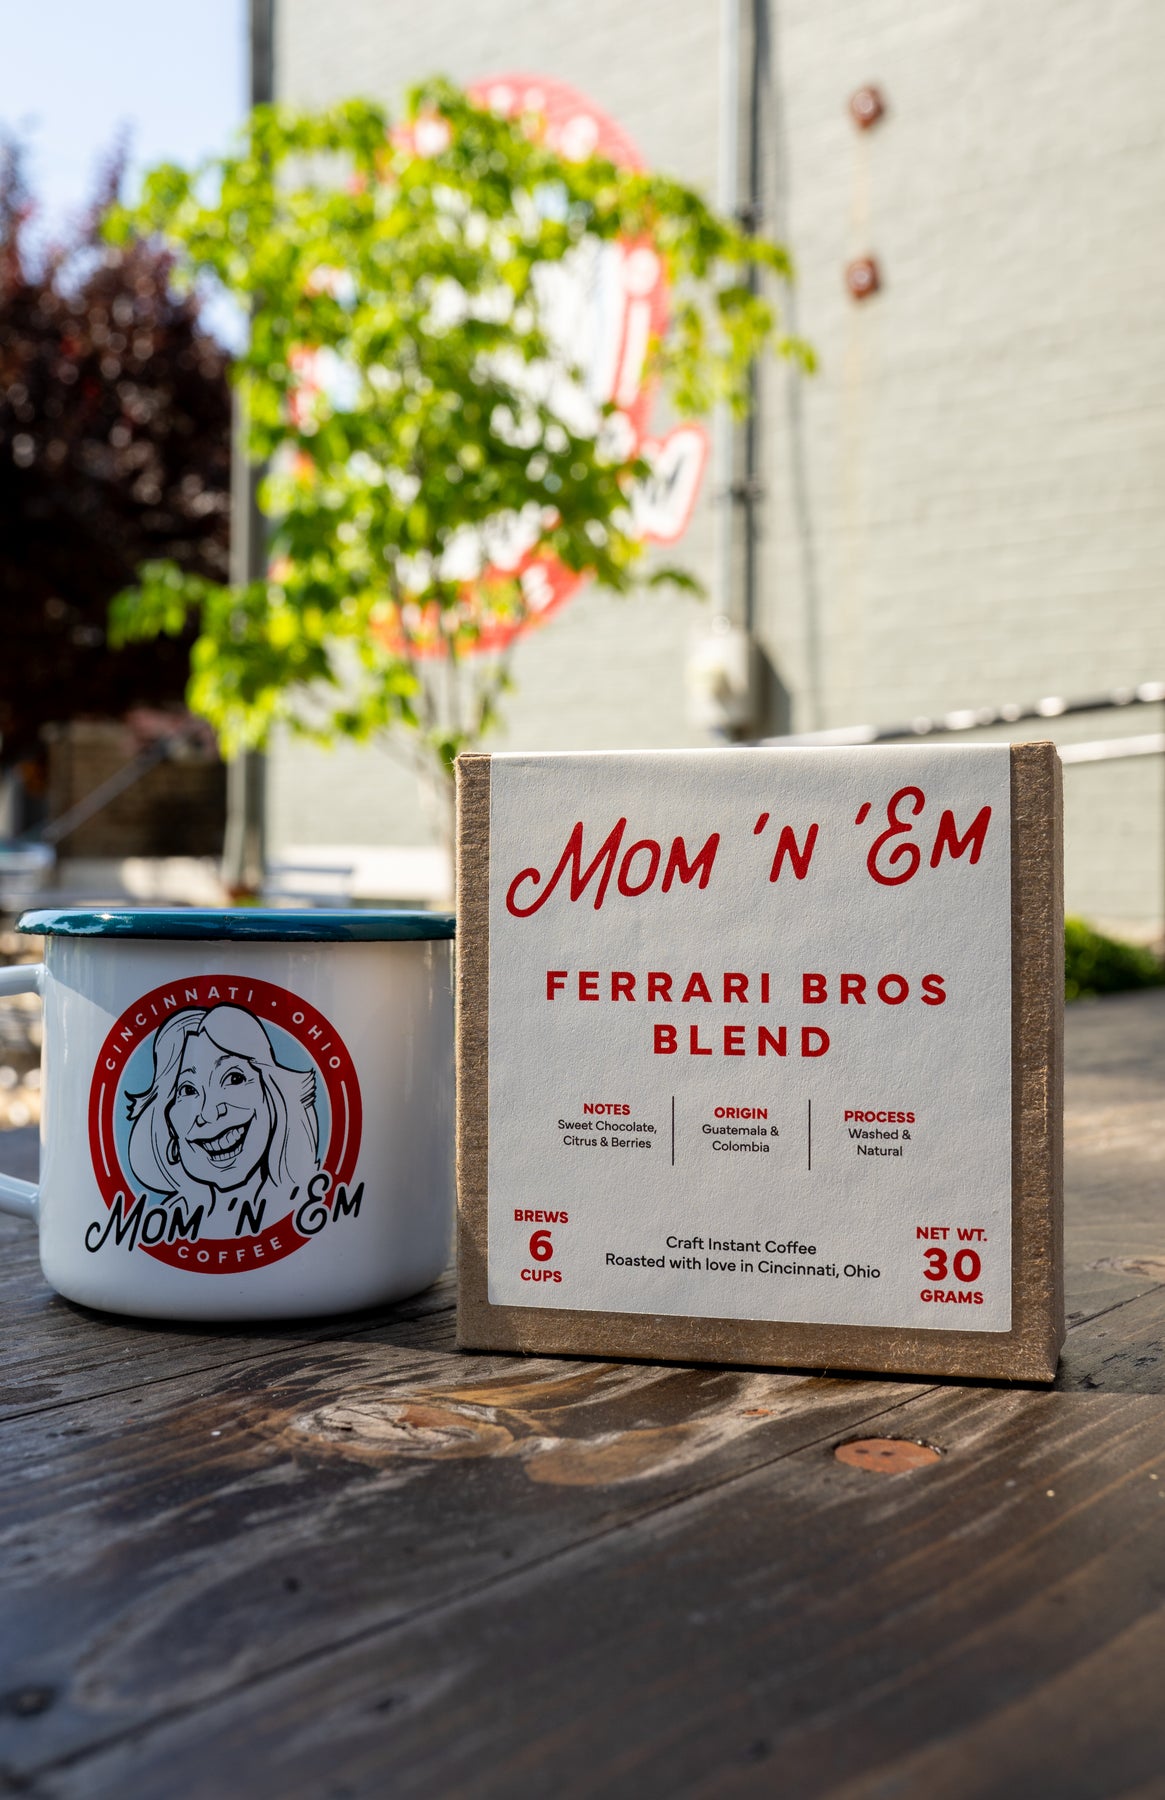 MOM 'N 'EM
FERRARI BROS
BLEND
NOTES
Sweet Chocolate,
Citrus & Berries
ORIGIN
Guatemala &
Colombia
PROCESS
Washed &
Natural
BREWS
6
CUPS
Craft Instant Coffee
Roasted with love in Cincinnati, Ohio
NET WT.
30
GRAMS
CINCINNATI · OHIO
MOM 'N 'EM
COFFEE